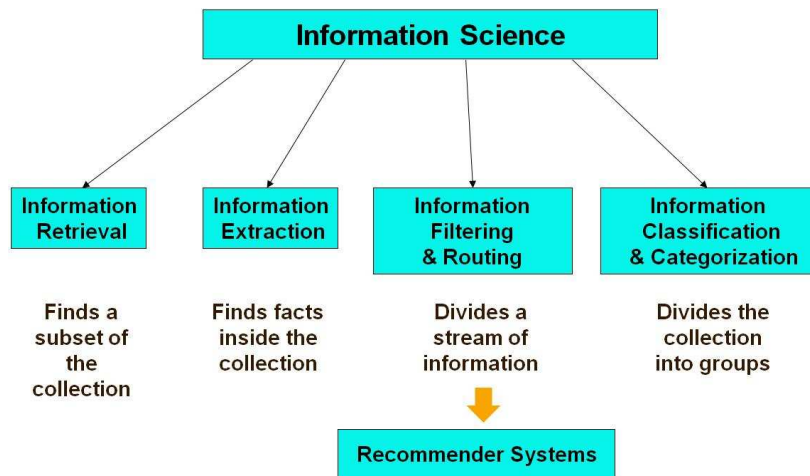 Information Science
Information
Retrieval
Information
Extraction
Information
Filtering
& Routing
Information
Classification
& Categorization
Finds a
subset of
the
collection
Finds facts
inside the
collection
Divides a
stream of
information
Divides the
collection
into groups
Recommender Systems